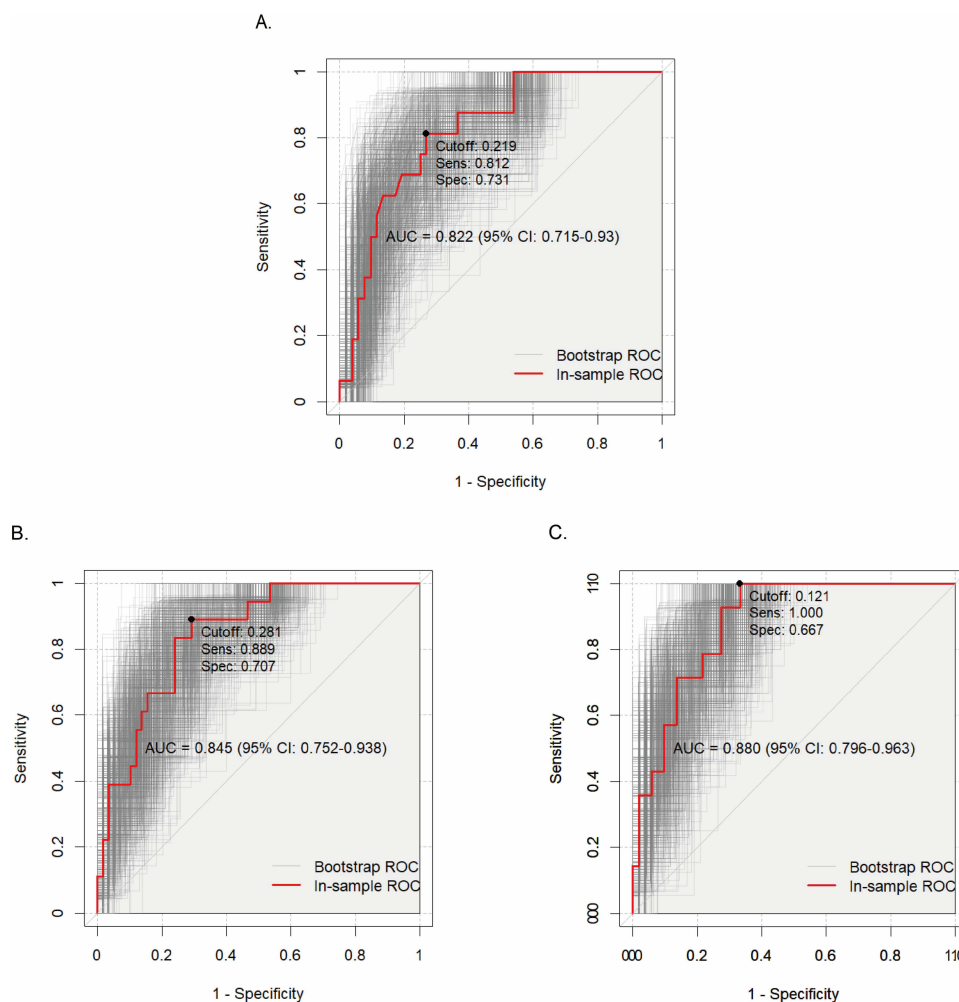 A.
1
0.8
0.6
0.4
0.2
0
Sensitivity
Cutoff: 0.219
Sens: 0.812
Spec: 0.731
AUC = 0.822 (95% CI: 0.715-0.93)
Bootstrap ROC
In-sample ROC
0 0.2 0.4 0.6 0.8 1
1 - Specificity
B.
1
0.8
0.6
0.4
0.2
0
Sensitivity
Cutoff: 0.281
Sens: 0.889
Spec: 0.707
AUC = 0.845 (95% CI: 0.752-0.938)
Bootstrap ROC
In-sample ROC
0 0.2 0.4 0.6 0.8 1
1 - Specificity
C.
110
0.8
0.6
0.4
0.2
000
Sensitivity
Cutoff: 0.121
Sens: 1.000
Spec: 0.667
AUC = 0.880 (95% CI: 0.796-0.963)
Bootstrap ROC
In-sample ROC
000 0.2 0.4 0.6 0.8 110
1 - Specificity